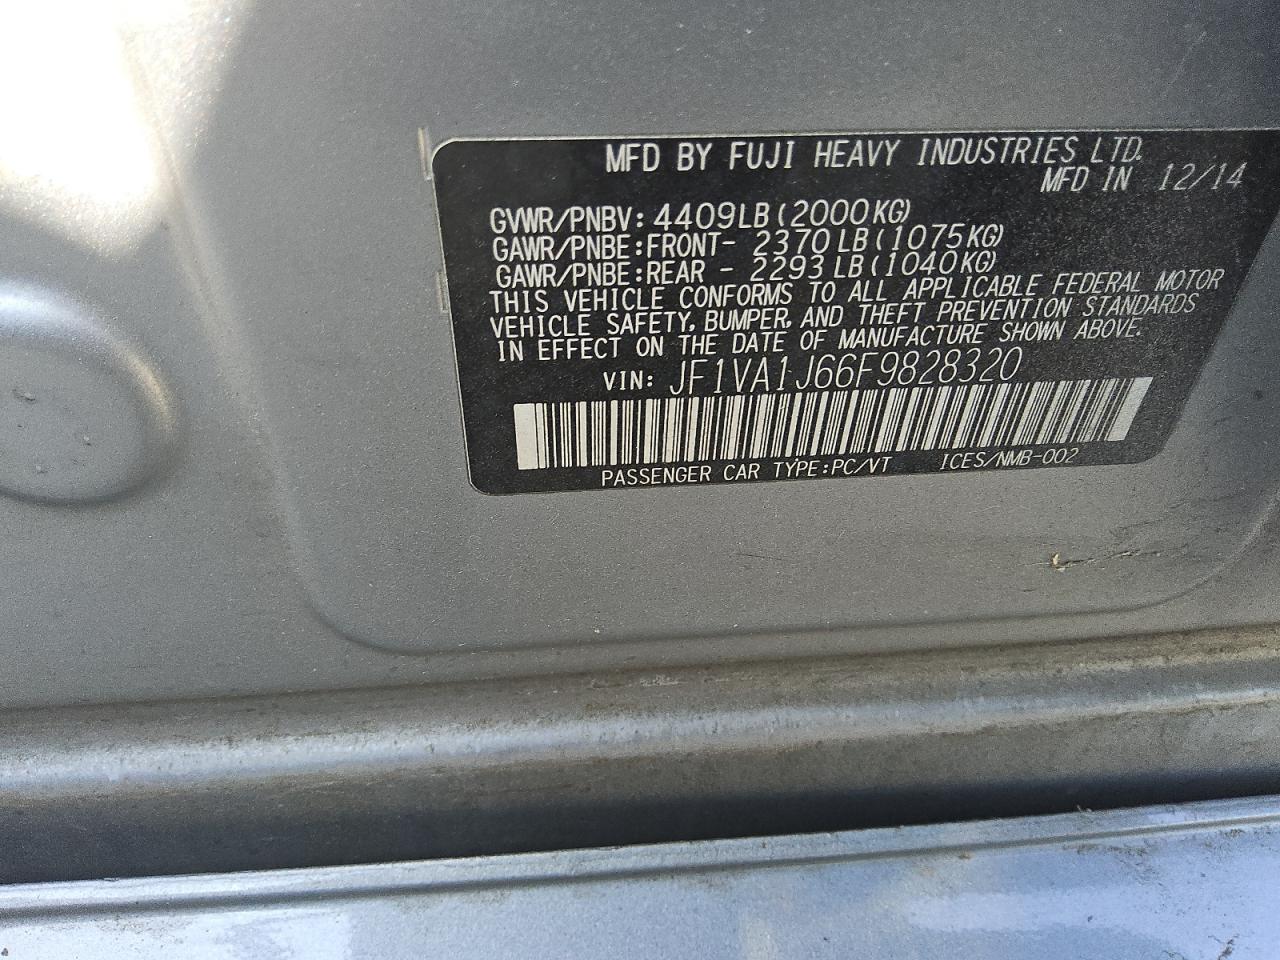 MFD BY FUJI HEAVY INDUSTRIES LTD.
MFD IN 12/14
GVWR/PNBV: 4409LB(2000KG)
GAWR/PNBE:FRONT- 2370LB(1075KG)
GAWR/PNBE:REAR - 2293LB(1040KG)
THIS VEHICLE CONFORMS TO ALL APPLICABLE FEDERAL MOTOR
VEHICLE SAFETY, BUMPER, AND THEFT PREVENTION STANDARDS
IN EFFECT ON THE DATE OF MANUFACTURE SHOWN ABOVE.
VIN: JF1VA1J66F9828320
PASSENGER CAR TYPE:PC/VT ICES/NMB-002